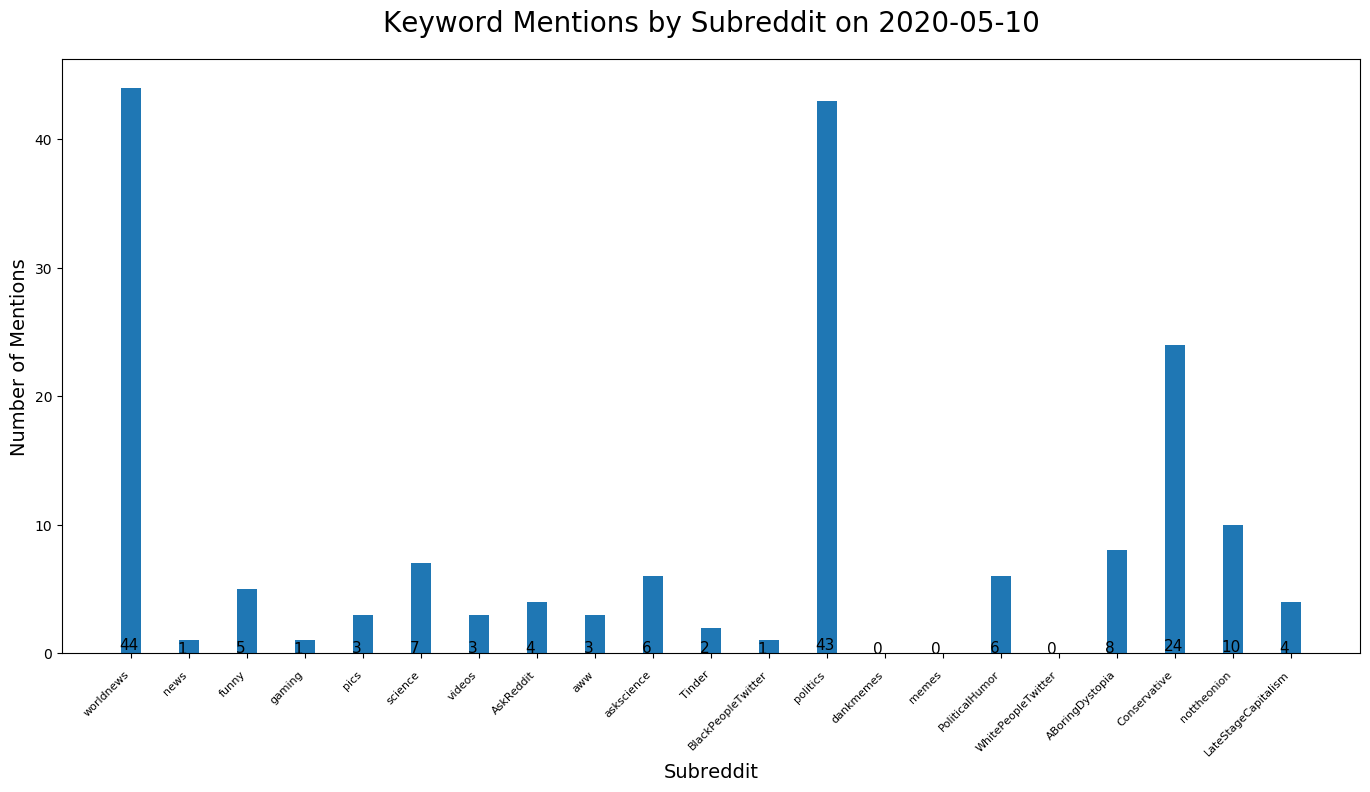 Keyword Mentions by Subreddit on 2020-05-10
Number of Mentions
40
30
20
10
0
44
1
5
1
3
7
3
4
3
6
2
1
43
0
0
6
0
8
24
10
4
worldnews
news
funny
gaming
pics
science
videos
AskReddit
aww
askscience
Tinder
BlackPeopleTwitter
politics
dankmemes
memes
PoliticalHumor
WhitePeopleTwitter
ABoringDystopia
Conservative
nottheonion
LateStageCapitalism
Subreddit